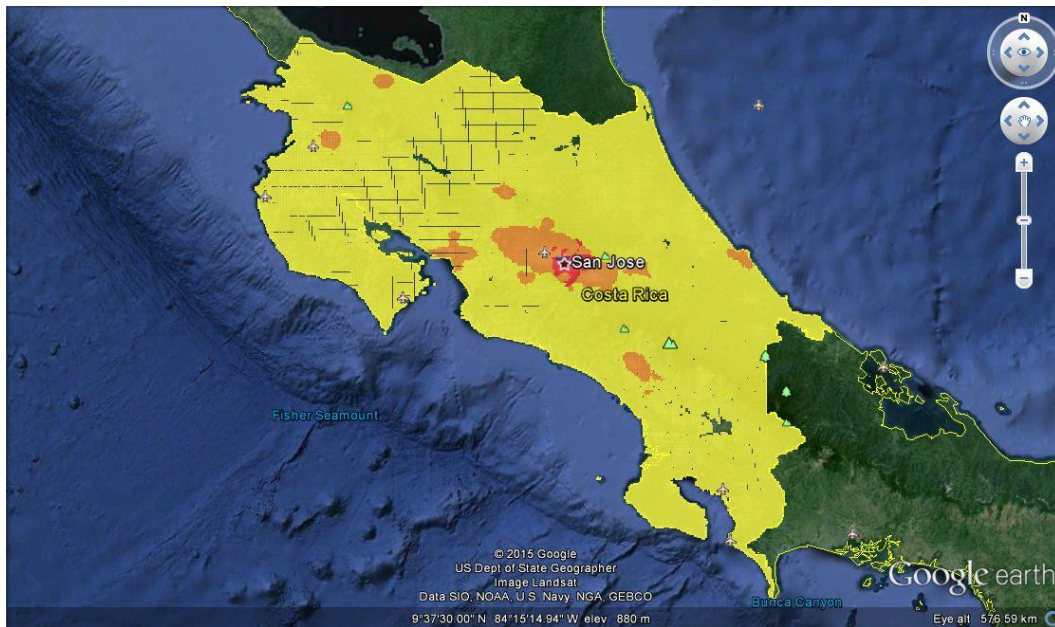 N
San Jose
Costa Rica
Fisher Seamount
© 2015 Google
US Dept of State Geographer
Image Landsat
Data SIO, NOAA, U.S. Navy, NGA, GEBCO
Google earth
Burica Canyon
9°37'30.00" N 84°15'14.94" W elev 880 m
Eye alt 576.59 km